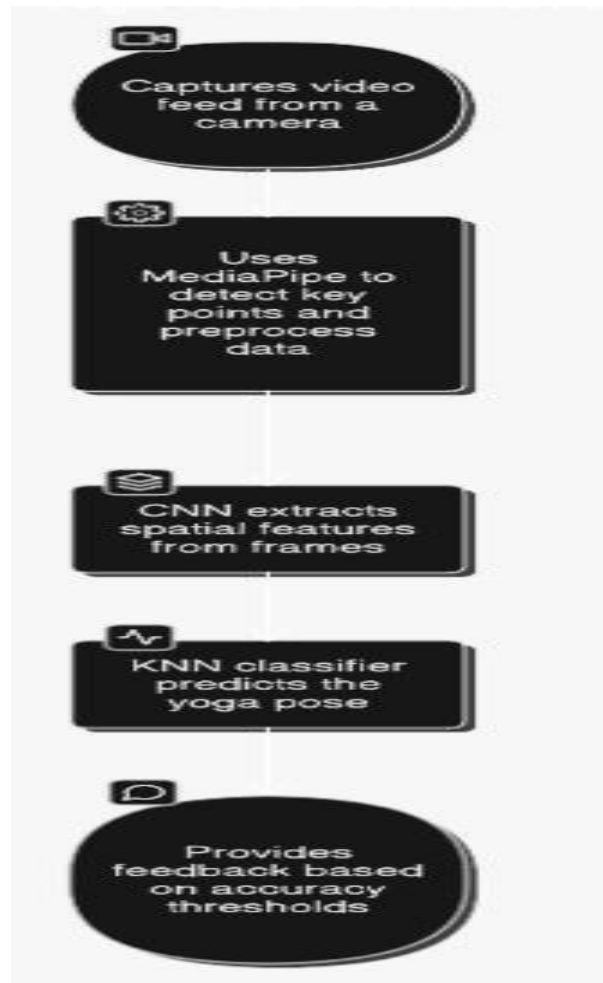 Captures video
feed from a
camera
Uses
MediaPipe to
detect key
points and
preprocess
data
CNN extracts
spatial features
from frames
KNN classifier
predicts the
yoga pose
Provides
feedback based
on accuracy
thresholds